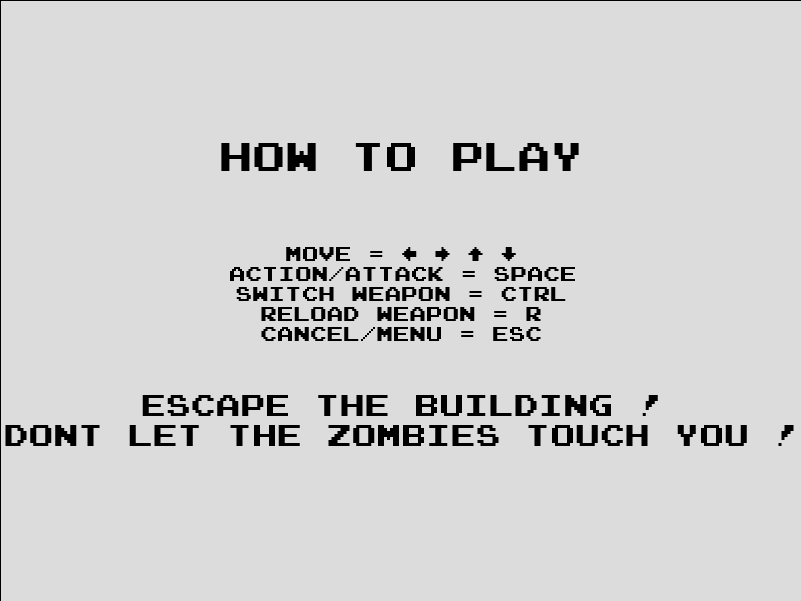 HOW TO PLAY
MOVE = ← → ↑ ↓
ACTION/ATTACK = SPACE
SWITCH WEAPON = CTRL
RELOAD WEAPON = R
CANCEL/MENU = ESC
ESCAPE THE BUILDING !
DONT LET THE ZOMBIES TOUCH YOU !